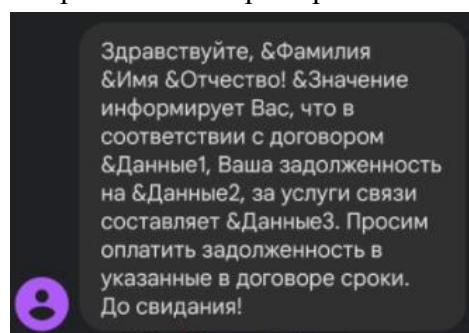 Здравствуйте, &Фамилия
&Имя &Отчество! &Значение
информирует Вас, что в
соответствии с договором
&Данные1, Ваша задолженность
на &Данные2, за услуги связи
составляет &Данные3. Просим
оплатить задолженность в
указанные в договоре сроки.
До свидания!